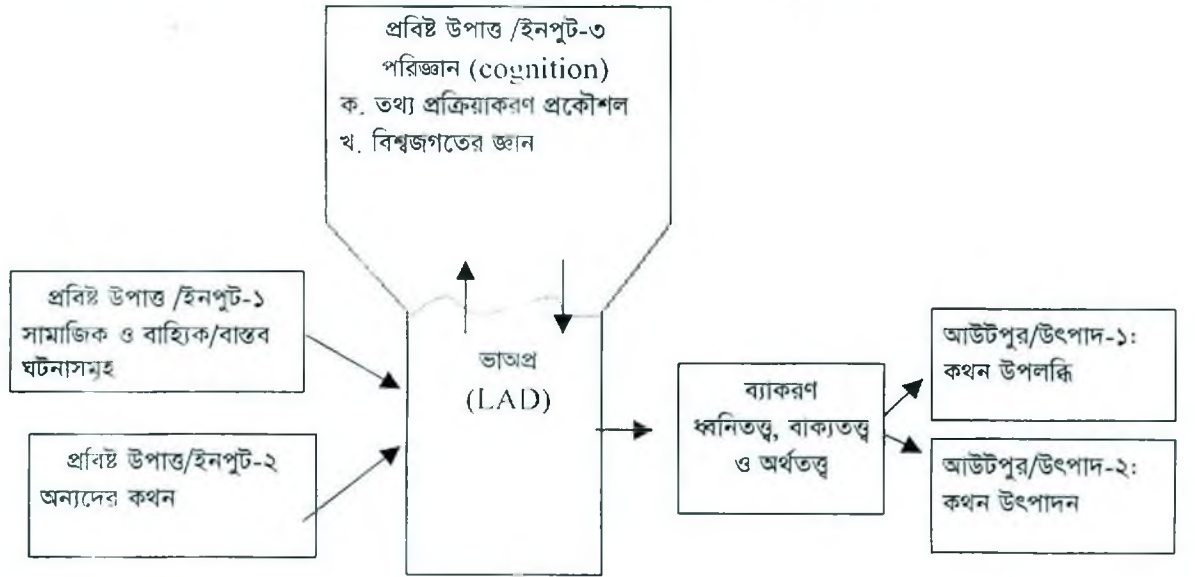 প্রবিষ্ট উপাত্ত /ইনপুট-৩
পরিজ্ঞান (cognition)
ক. তথ্য প্রক্রিয়াকরণ প্রকৌশল
খ. বিশ্বজগতের জ্ঞান
প্রবিষ্ট উপাত্ত /ইনপুট-১
সামাজিক ও বাহ্যিক/বাস্তব
ঘটনাসমূহ
প্রবিষ্ট উপাত্ত/ইনপুট-২
অন্যদের কথন
ভাঅপ্র
(LAD)
ব্যাকরণ
ধ্বনিতত্ত্ব, বাক্যতত্ত্ব
ও অর্থতত্ত্ব
আউটপুর/উৎপাদ-১:
কথন উপলব্ধি
আউটপুর/উৎপাদ-২:
কথন উৎপাদন